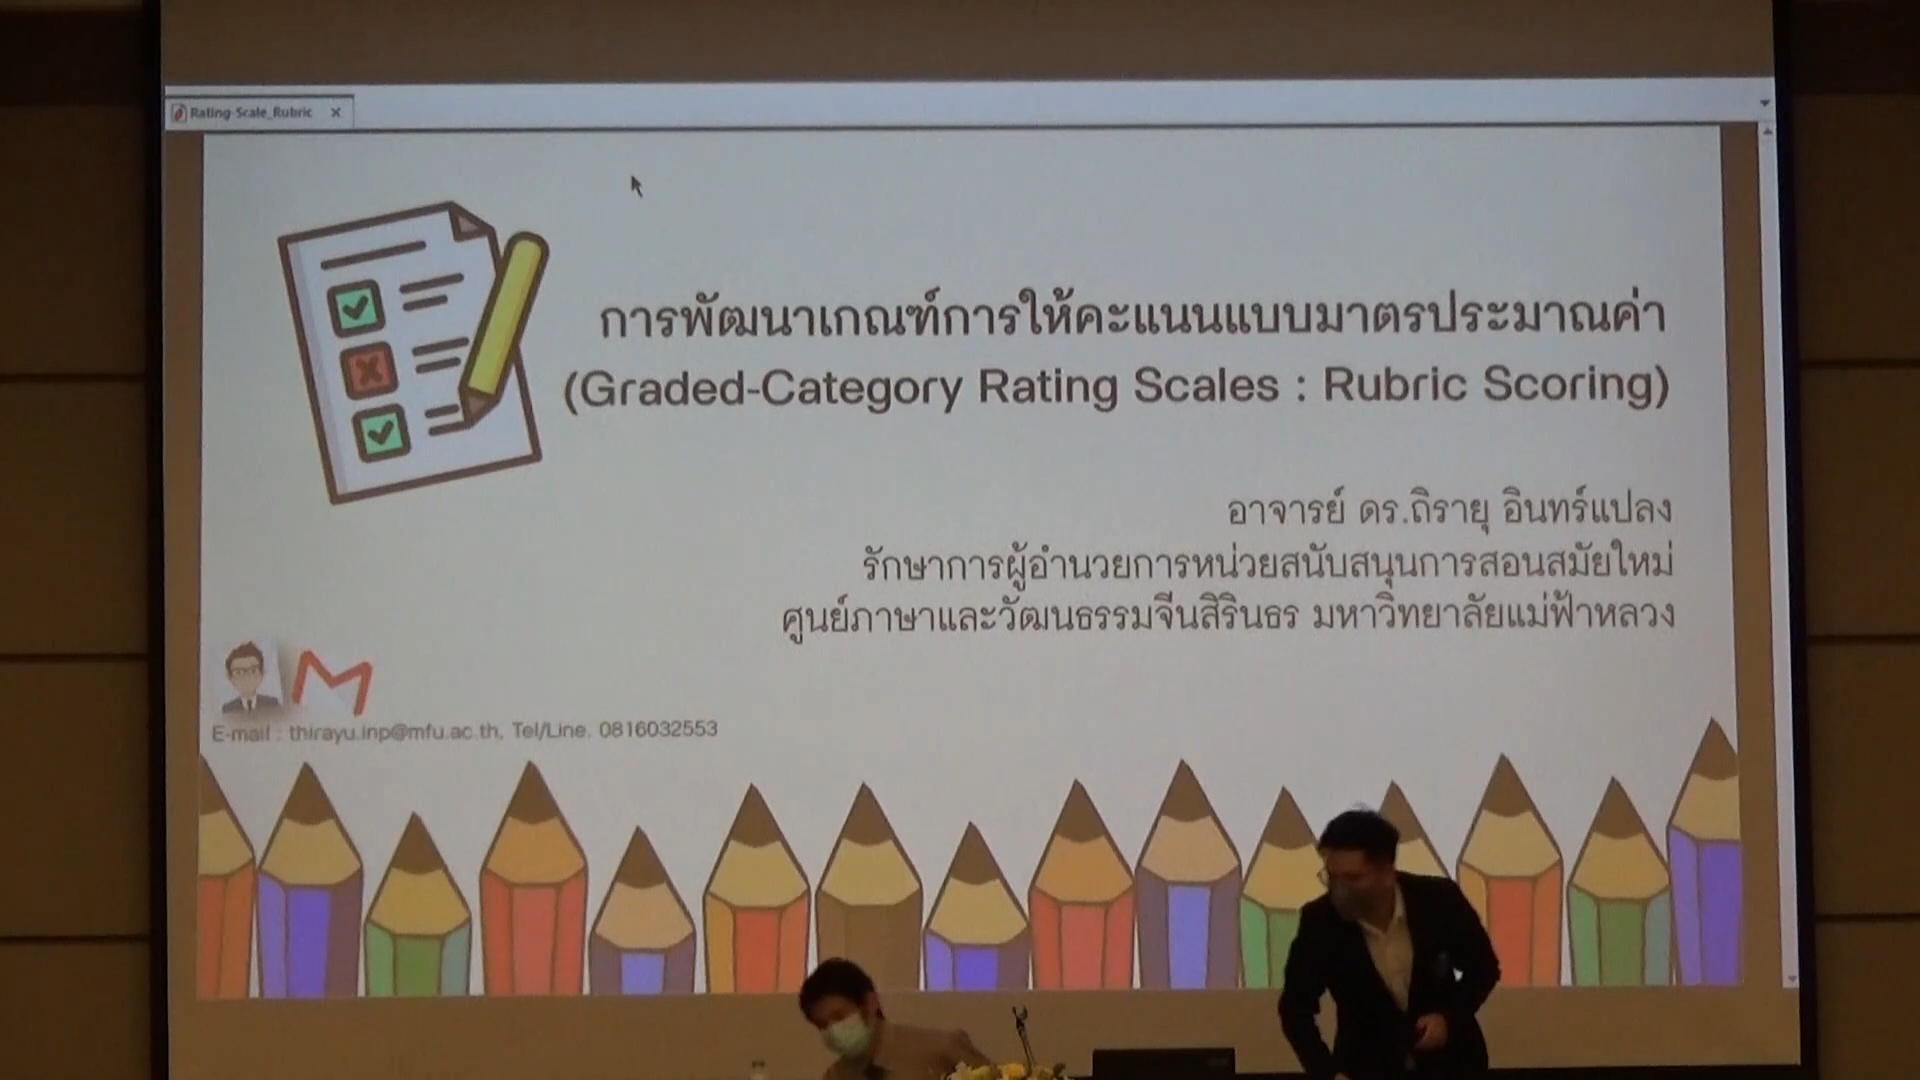 Rating-Scale_Rubric
การพัฒนาเกณฑ์การให้คะแนนแบบมาตรประมาณค่า
(Graded-Category Rating Scales : Rubric Scoring)
อาจารย์ ดร.ถิรายุ อินทร์แปลง
รักษาการผู้อำนวยการหน่วยสนับสนุนการสอนสมัยใหม่
ศูนย์ภาษาและวัฒนธรรมจีนสิรินธร มหาวิทยาลัยแม่ฟ้าหลวง
E-mail : thirayu.inp@mfu.ac.th, Tel/Line. 0816032553